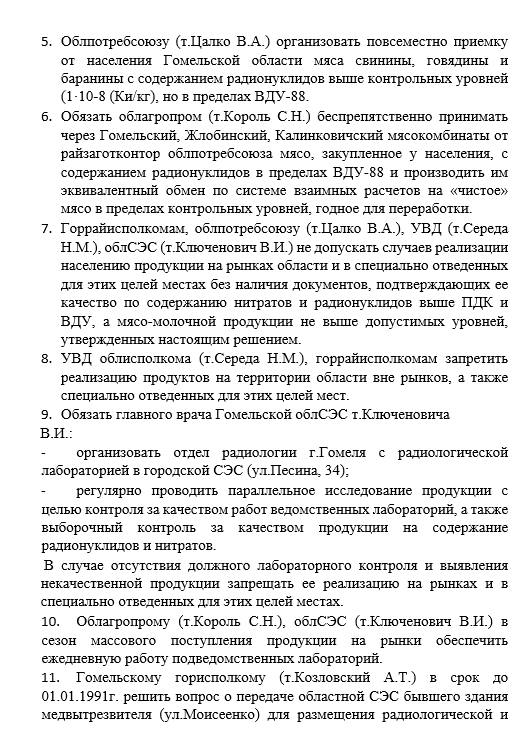 5. Облпотребсоюзу (т.Цалко В.А.) организовать повсеместно приемку
от населения Гомельской области мяса свинины, говядины и
баранины с содержанием радионуклидов выше контрольных уровней
(1·10-8 (Ки/кг), но в пределах ВДУ-88.
6. Обязать облагропром (т.Король С.Н.) беспрепятственно принимать
через Гомельский, Жлобинский, Калинковичский мясокомбинаты от
райзаготконтор облпотребсоюза мясо, закупленное у населения, с
содержанием радионуклидов в пределах ВДУ-88 и производить им
эквивалентный обмен по системе взаимных расчетов на «чистое»
мясо в пределах контрольных уровней, годное для переработки.
7. Горрайисполкомам, облпотребсоюзу (т.Цалко В.А.), УВД (т.Середа
Н.М.), облСЭС (т.Ключенович В.И.) не допускать случаев реализации
населению продукции на рынках области и в специально отведенных
для этих целей местах без наличия документов, подтверждающих ее
качество по содержанию нитратов и радионуклидов выше ПДК и
ВДУ, а мясо-молочной продукции не выше допустимых уровней,
утвержденных настоящим решением.
8. УВД облисполкома (т.Середа Н.М.), горрайисполкомам запретить
реализацию продуктов на территории области вне рынков, а также
специально отведенных для этих целей мест.
9. Обязать главного врача Гомельской облСЭС т.Ключеновича
В.И.:
- организовать отдел радиологии г.Гомеля с радиологической
лабораторией в городской СЭС (ул.Песина, 34);
- регулярно проводить параллельное исследование продукции с
целью контроля за качеством работ ведомственных лабораторий, а также
выборочный контроль за качеством продукции на содержание
радионуклидов и нитратов.
В случае отсутствия должного лабораторного контроля и выявления
некачественной продукции запрещать ее реализацию на рынках и в
специально отведенных для этих целей местах.
10. Облагропрому (т.Король С.Н.), облСЭС (т.Ключенович В.И.) в
сезон массового поступления продукции на рынки обеспечить
ежедневную работу подведомственных лабораторий.
11. Гомельскому горисполкому (т.Козловский А.Т.) в срок до
01.01.1991г. решить вопрос о передаче областной СЭС бывшего здания
медвытрезвителя (ул.Моисеенко) для размещения радиологической и